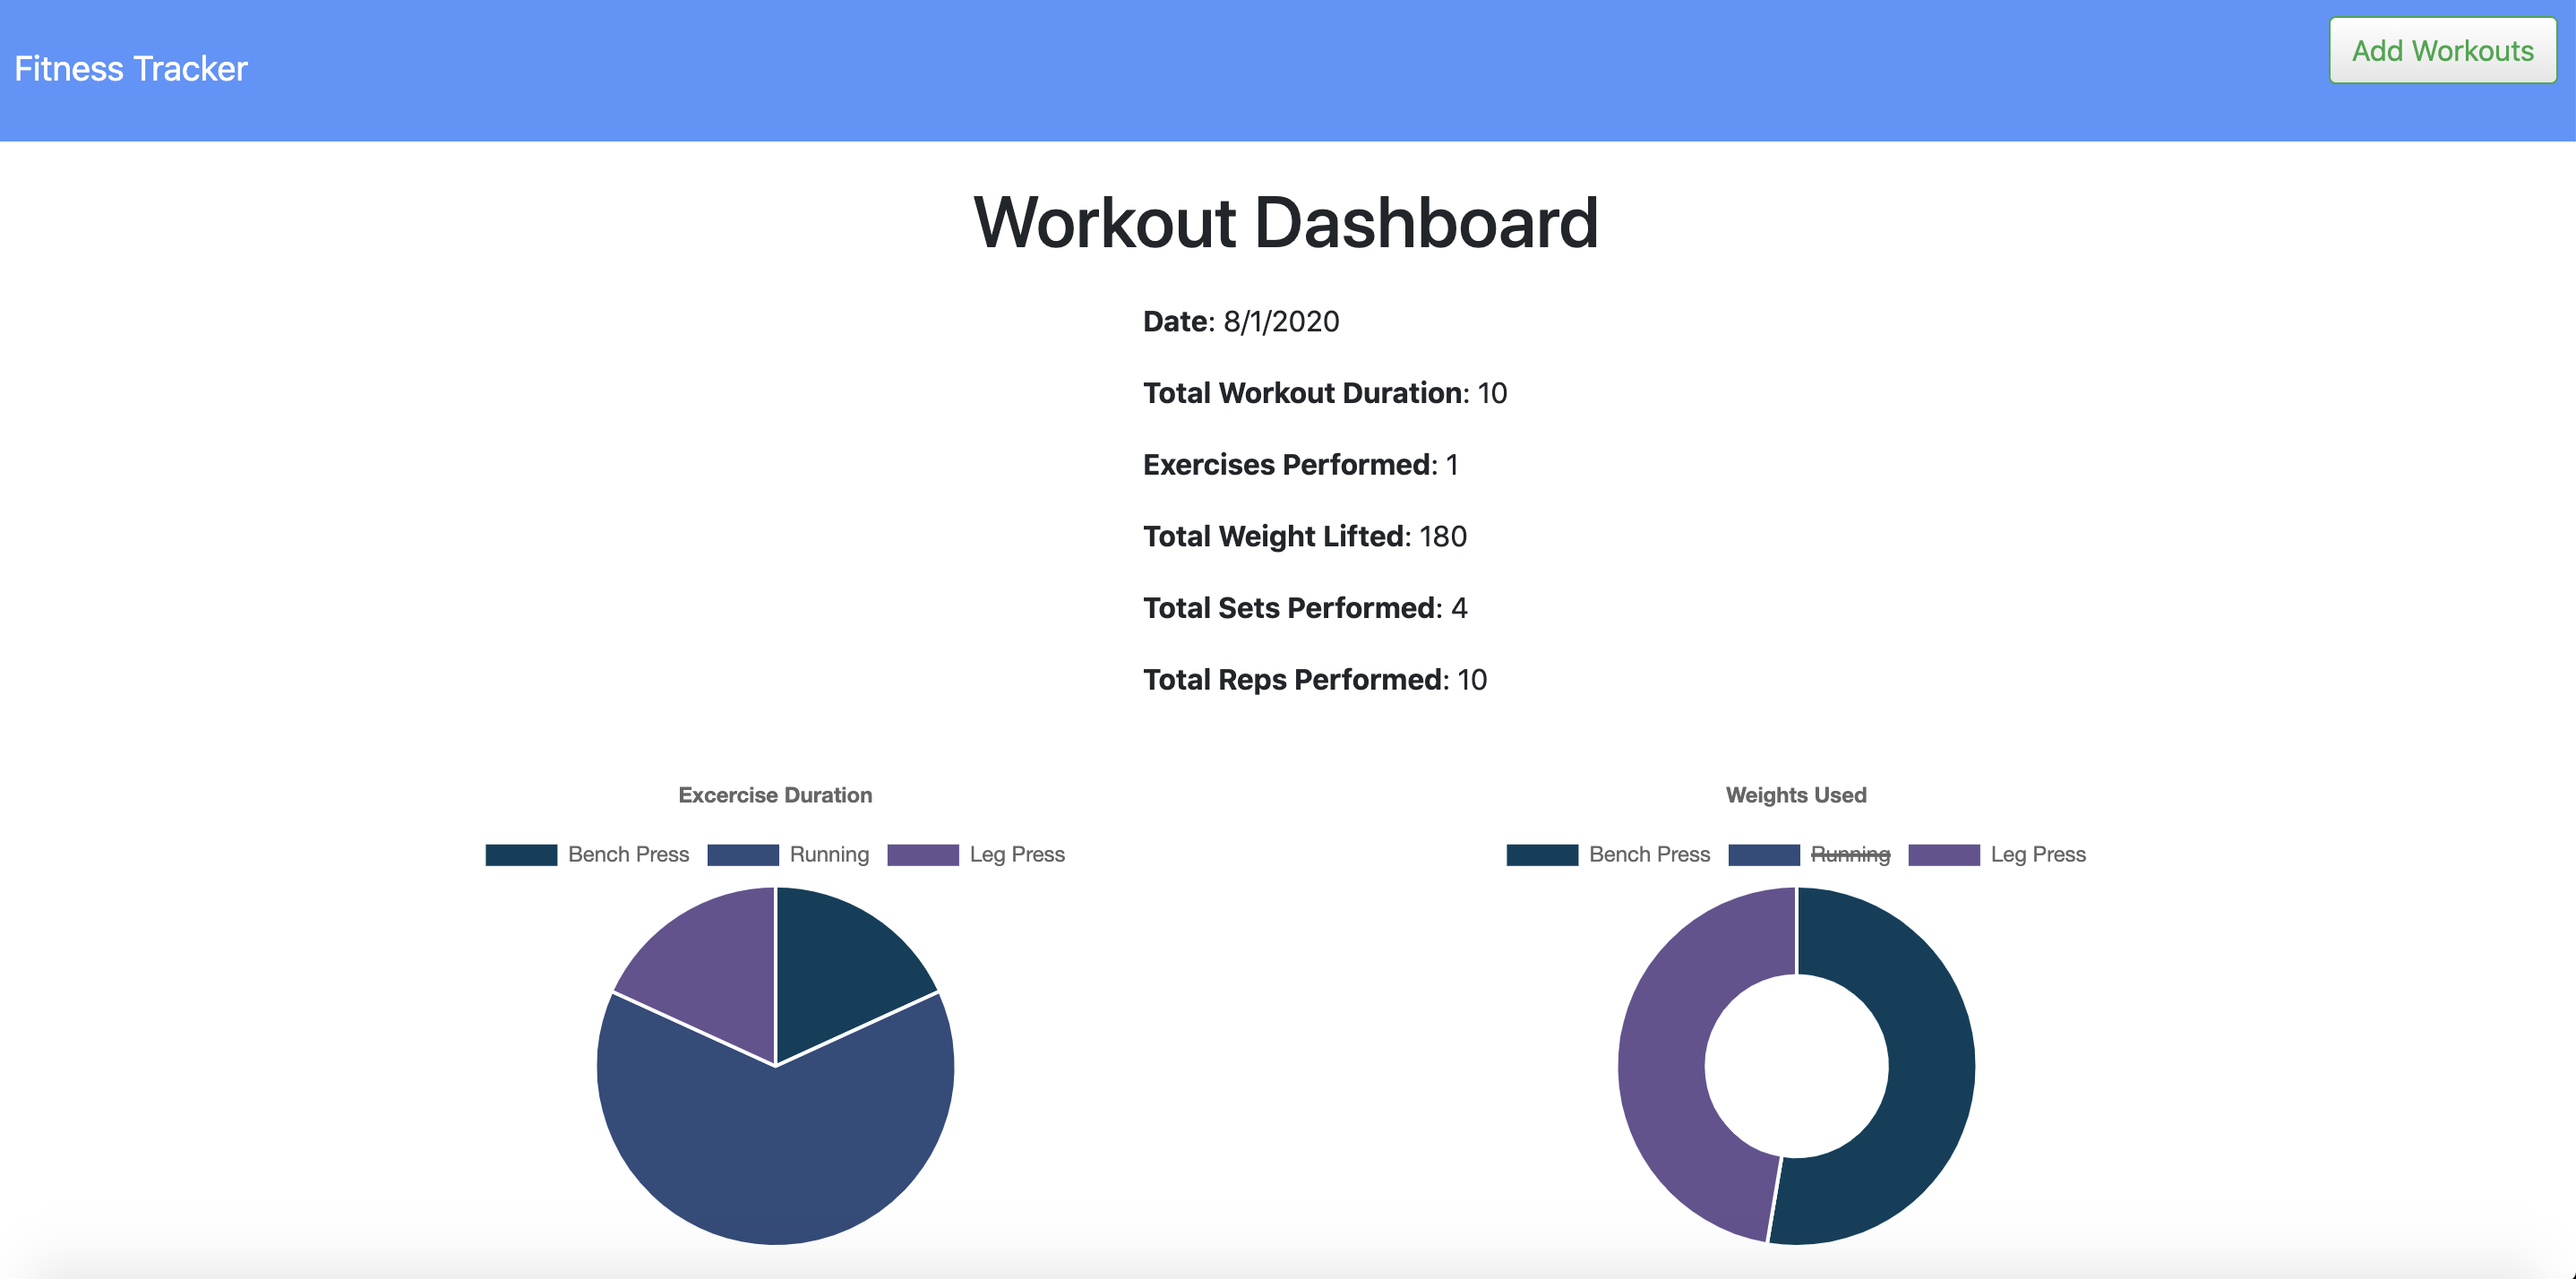 Fitness Tracker
Add Workouts
Workout Dashboard
Date: 8/1/2020
Total Workout Duration: 10
Exercises Performed: 1
Total Weight Lifted: 180
Total Sets Performed: 4
Total Reps Performed: 10
Excercise Duration
Bench Press Running Leg Press
Weights Used
Bench Press Running Leg Press